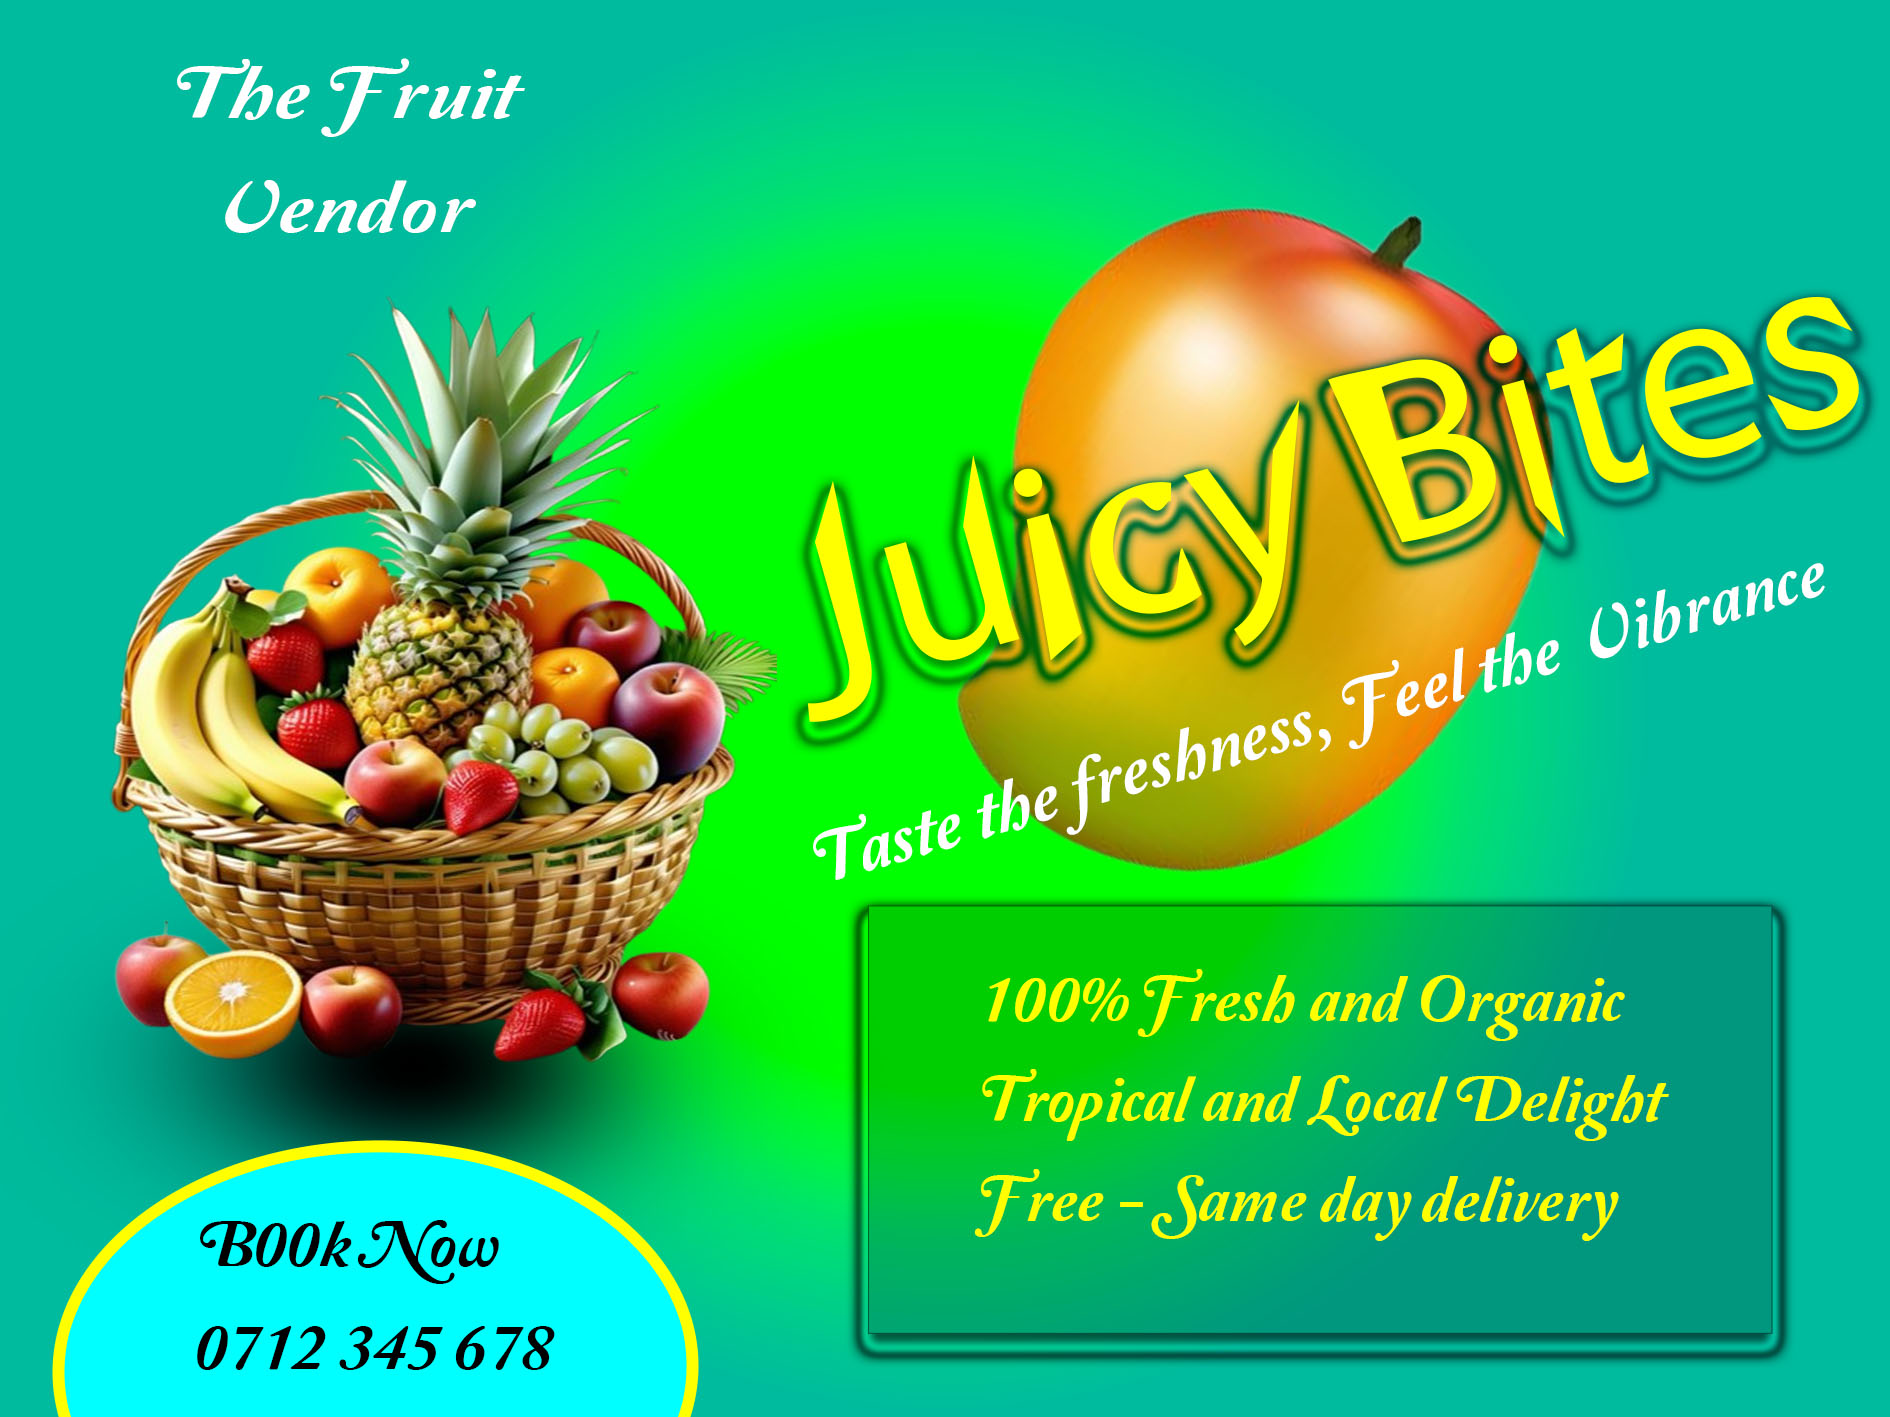 The Fruit
Vendor
Juicy Bites
Taste the freshness, Feel the Vibrance
100% Fresh and Organic
Tropical and Local Delight
Free - Same day delivery
B00k Now
0712 345 678